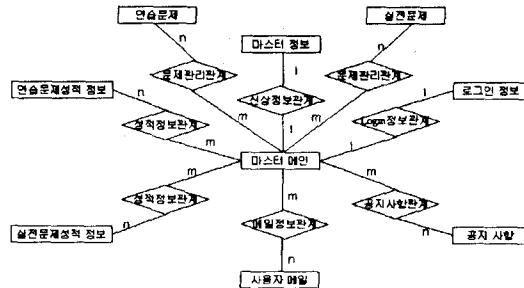 연습문제
실전문제
n
n
마스터 정보
문제관리관계
문제관리관계
1
연습문제성적 정보
n
로그인 정보
신상정보관계
1
m
m
성적정보관계
Logon정보관계
1
m
1
마스터 메인
m
m
성적정보관계
m
공지사항관계
메일정보관계
n
n
실전문제성적 정보
공지 사항
n
사용자 메일